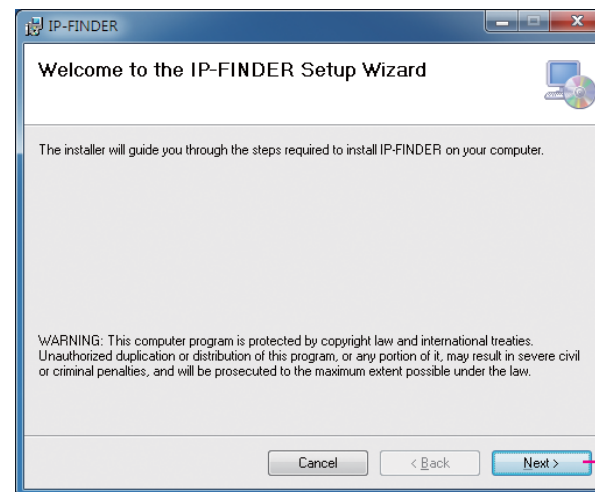 IP-FINDER
Welcome to the IP-FINDER Setup Wizard
The installer will guide you through the steps required to install IP-FINDER on your computer.
WARNING: This computer program is protected by copyright law and international treaties.
Unauthorized duplication or distribution of this program, or any portion of it, may result in severe civil
or criminal penalties, and will be prosecuted to the maximum extent possible under the law.
Cancel
< Back
Next >